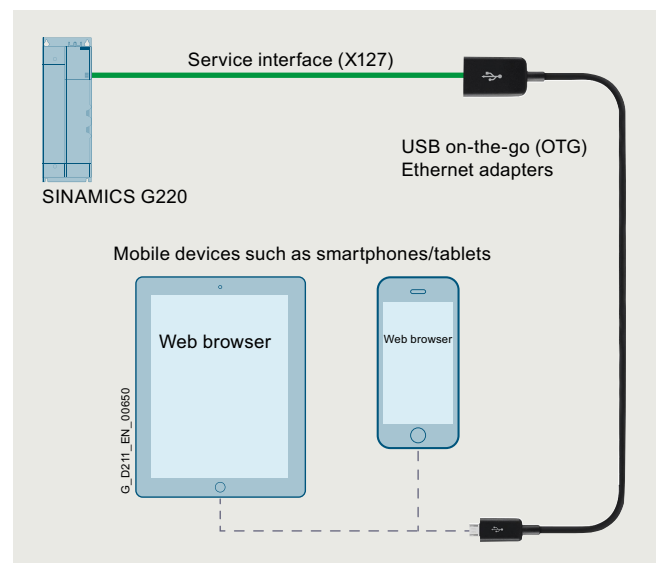 Service interface (X127)
USB on-the-go (OTG)
Ethernet adapters
SINAMICS G220
Mobile devices such as smartphones/tablets
Web browser
Web browser
G_D211_EN_00650